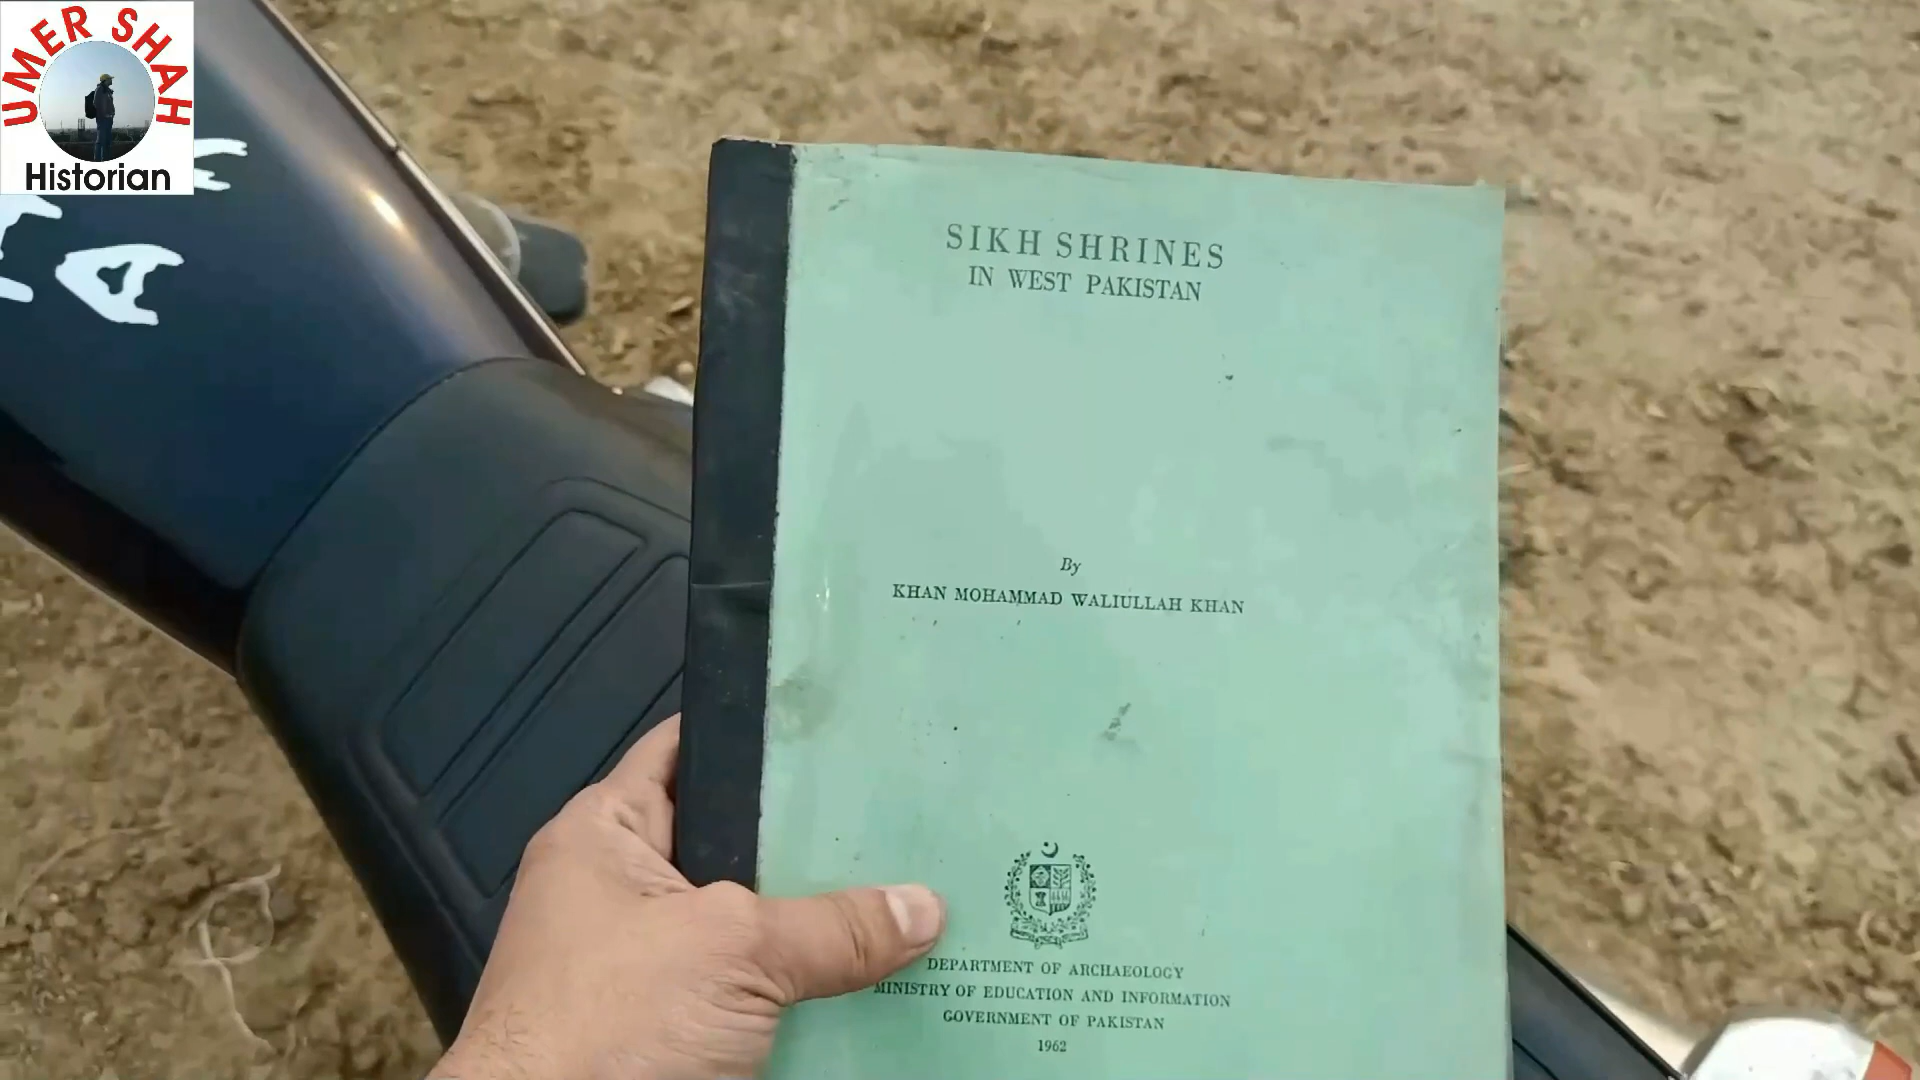 UMER SHAH
Historian
A
SIKH SHRINES
IN WEST PAKISTAN
By
KHAN MOHAMMAD WALIULLAH KHAN
DEPARTMENT OF ARCHAEOLOGY
MINISTRY OF EDUCATION AND INFORMATION
GOVERNMENT OF PAKISTAN
1962